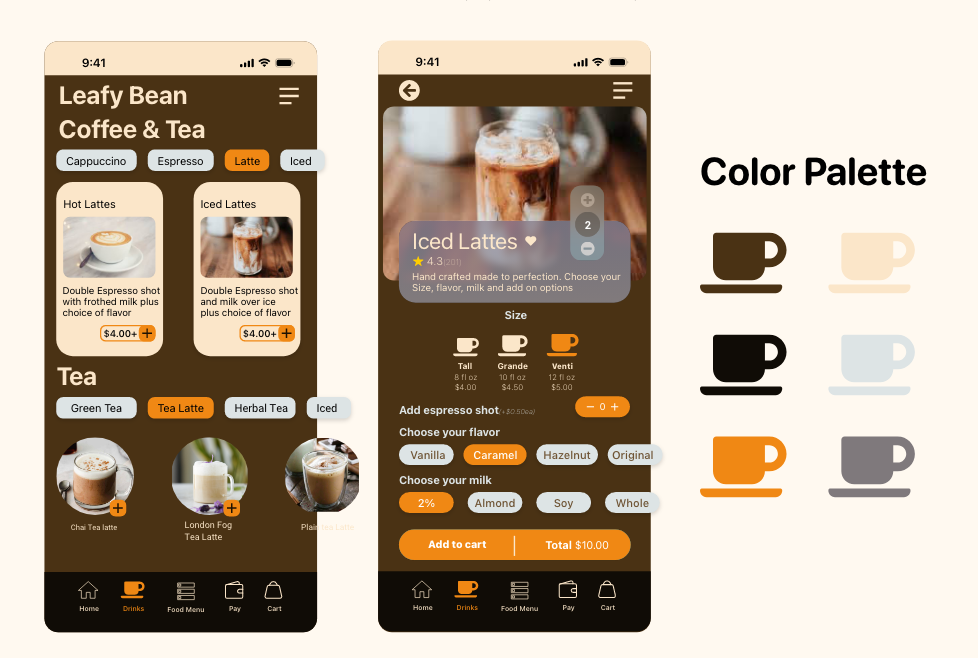 9:41
Leafy Bean
Coffee & Tea
Cappuccino Espresso Latte Iced
Hot Lattes
Double Espresso shot
with frothed milk plus
choice of flavor
$4.00+ +
Iced Lattes
Double Espresso shot
and milk over ice
plus choice of flavor
$4.00+ +
Tea
Green Tea Tea Latte Herbal Tea Iced
Chai Tea latte
London Fog
Tea Latte
Plain Tea Latte
Home Drinks Food Menu Pay Cart
9:41
2
Iced Lattes
4.3(201)
Hand crafted made to perfection. Choose your
Size, flavor, milk and add on options
Size
Tall Grande Venti
8 fl oz 10 fl oz 12 fl oz
$4.00 $4.50 $5.00
Add espresso shot(+$0.50ea) − 0 +
Choose your flavor
Vanilla Caramel Hazelnut Original
Choose your milk
2% Almond Soy Whole
Add to cart Total $10.00
Home Drinks Food Menu Pay Cart
Color Palette